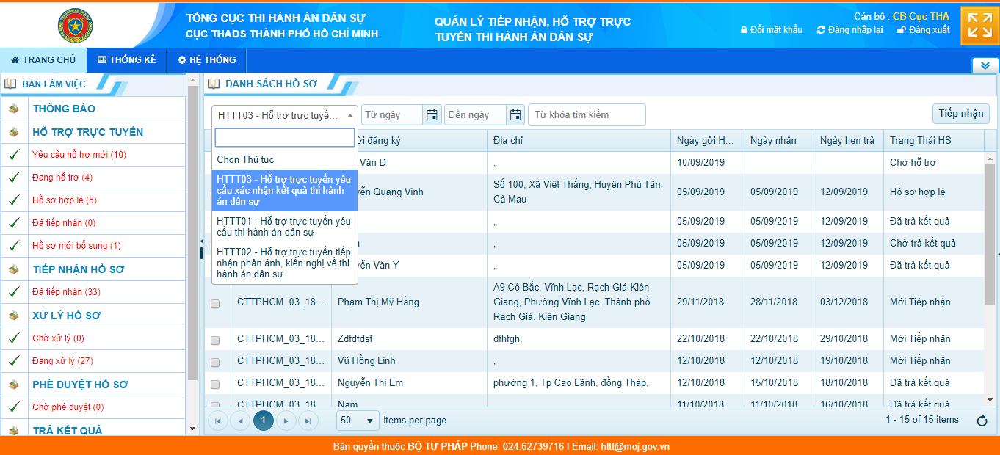 TỔNG CỤC THI HÀNH ÁN DÂN SỰ
CỤC THADS THÀNH PHỐ HỒ CHÍ MINH
QUẢN LÝ TIẾP NHẬN, HỖ TRỢ TRỰC
TUYẾN THI HÀNH ÁN DÂN SỰ
Cán bộ : CB Cục THA
Đổi mật khẩu Đăng nhập lại Đăng xuất
TRANG CHỦ THỐNG KÊ HỆ THỐNG
BÀN LÀM VIỆC
THÔNG BÁO
HỖ TRỢ TRỰC TUYẾN
Yêu cầu hỗ trợ mới (10)
Đang hỗ trợ (4)
Hồ sơ hợp lệ (5)
Đã tiếp nhận (0)
Hồ sơ mới bổ sung (1)
TIẾP NHẬN HỒ SƠ
Đã tiếp nhận (33)
XỬ LÝ HỒ SƠ
Chờ xử lý (0)
Đang xử lý (27)
PHÊ DUYỆT HỒ SƠ
Chờ phê duyệt (0)
TRẢ KẾT QUẢ
DANH SÁCH HỒ SƠ
HTTT03 - Hỗ trợ trực tuyế... Từ ngày Đến ngày Từ khóa tìm kiếm Tiếp nhận
Chọn Thủ tục
HTTT03 - Hỗ trợ trực tuyến yêu
cầu xác nhận kết quả thi hành
án dân sự
HTTT01 - Hỗ trợ trực tuyến yêu
cầu thi hành án dân sự
HTTT02 - Hỗ trợ trực tuyến tiếp
nhận phản ánh, kiến nghị về thi
hành án dân sự
đăng ký Địa chỉ Ngày gửi H... Ngày nhận Ngày hẹn trả Trạng Thái HS
Văn D , 10/09/2019 Chờ hỗ trợ
Quang Vinh Số 100, Xã Việt Thắng, Huyện Phú Tân,
Cà Mau 05/09/2019 05/09/2019 12/09/2019 Hồ sơ hợp lệ
, 05/09/2019 05/09/2019 12/09/2019 Đã trả kết quả
, 05/09/2019 05/09/2019 12/09/2019 Chờ trả kết quả
Văn Y , 05/09/2019 05/09/2019 12/09/2019 Đã trả kết quả
CTTPHCM_03_18... Phạm Thị Mỹ Hằng A9 Cô Bắc, Vĩnh Lạc, Rạch Giá-Kiên
Giang, Phường Vĩnh Lạc, Thành phố
Rạch Giá, Kiên Giang 29/11/2018 28/11/2018 03/12/2018 Mới Tiếp nhận
CTTPHCM_03_18... Zdfdfdsf dfhfgh, 22/10/2018 22/10/2018 29/10/2018 Mới Tiếp nhận
CTTPHCM_03_18... Vũ Hồng Linh , 12/10/2018 12/10/2018 19/10/2018 Mới Tiếp nhận
CTTPHCM_03_18... Nguyễn Thị Em phường 1, Tp Cao Lãnh, đồng Tháp, 12/10/2018 15/10/2018 18/10/2018 Đã trả kết quả
CTTPHCM_03_18... Nam 11/10/2018 11/10/2018 16/10/2018 Đã trả kết quả
1 50 items per page 1 - 15 of 15 items
Bản quyền thuộc BỘ TƯ PHÁP Phone: 024.62739716 | Email: httt@moj.gov.vn